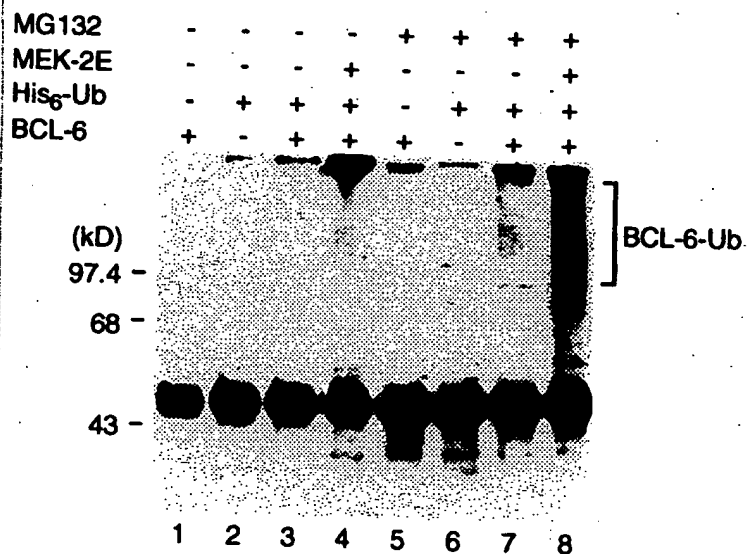 MG132 - - - - + + + +
MEK-2E - - - + - - - +
His6-Ub - + + + - + + +
BCL-6 + - + + + - + +
(kD)
BCL-6-Ub
97.4 -
68 -
43 -
1 2 3 4 5 6 7 8